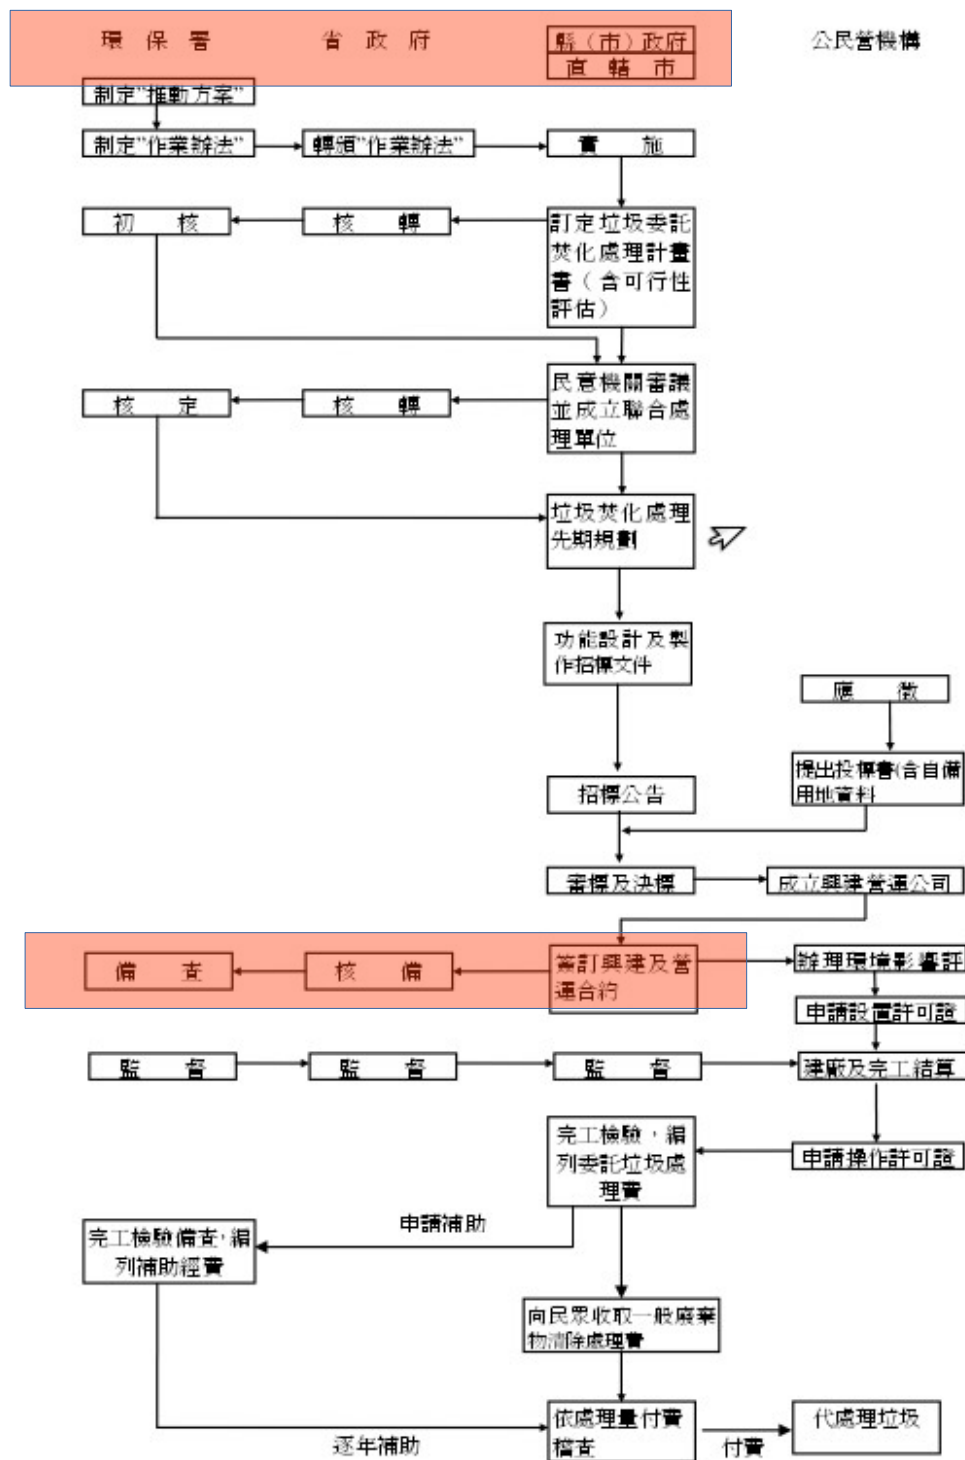 環 保 署
省 政 府
縣（市）政府
直 轄 市
公民營機構
制定"推動方案"
制定"作業辦法"
轉頒"作業辦法"
實 施
初 核
核 轉
訂定垃圾委託
焚化處理計畫
書（含可行性
評估）
核 定
核 轉
民意機關審議
並成立聯合處
理單位
垃圾焚化處理
先期規劃
功能設計及製
作招標文件
應 徵
提出投標書(含自備
用地資料
招標公告
審標及決標
成立興建營運公司
備 查
核 備
簽訂興建及營
運合約
辦理環境影響評
申請設置許可證
監 督
監 督
監 督
建廠及完工結算
完工檢驗，編
列委託垃圾處
理費
申請操作許可證
申請補助
完工檢驗備查，編
列補助經費
向民眾收取一般廢棄
物清除處理費
依處理量付費
稽查
代處理垃圾
逐年補助
付費